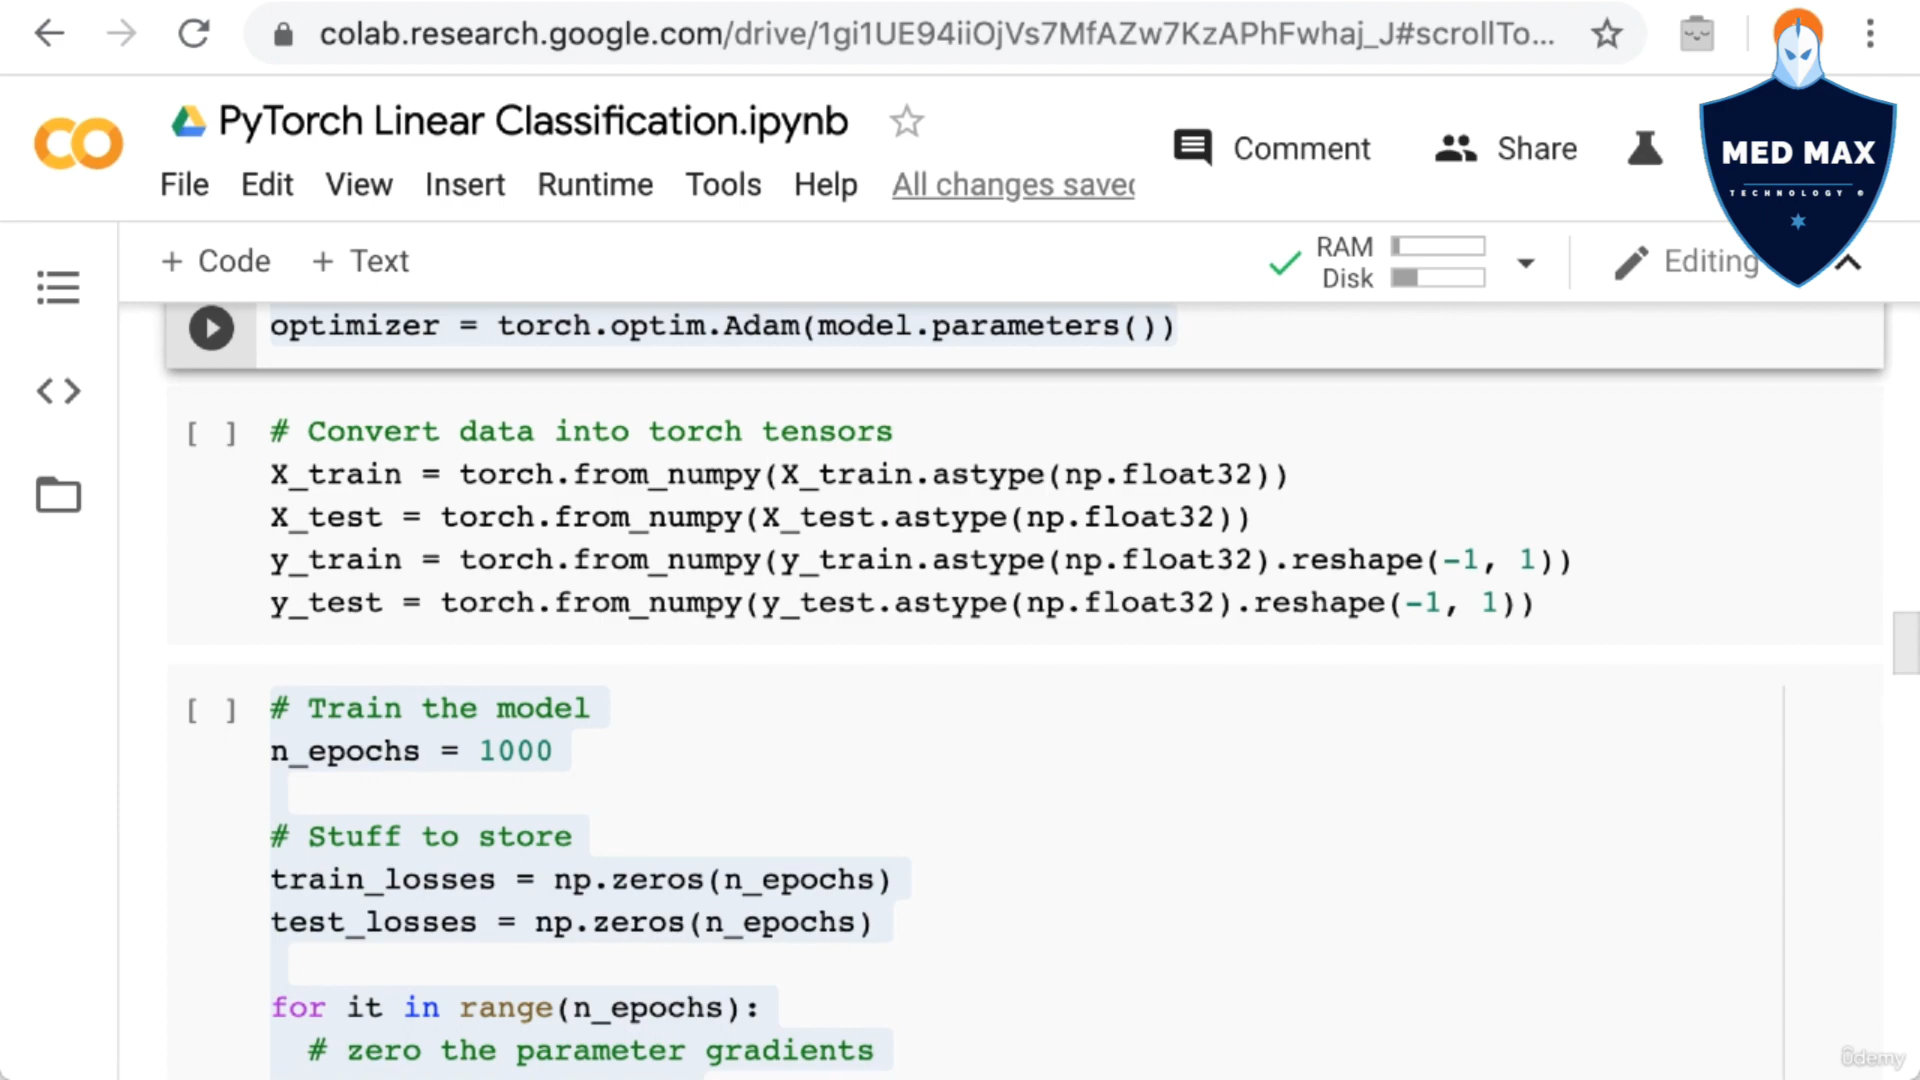 colab.research.google.com/drive/1gi1UE94iiOjVs7MfAZw7KzAPhFwhaj_J#scrollTo...
PyTorch Linear Classification.ipynb
Comment
Share
File Edit View Insert Runtime Tools Help All changes saved
MED MAX
TECHNOLOGY
+ Code + Text
RAM
Disk
Editing
optimizer = torch.optim.Adam(model.parameters())
[ ] # Convert data into torch tensors
X_train = torch.from_numpy(X_train.astype(np.float32))
X_test = torch.from_numpy(X_test.astype(np.float32))
y_train = torch.from_numpy(y_train.astype(np.float32).reshape(-1, 1))
y_test = torch.from_numpy(y_test.astype(np.float32).reshape(-1, 1))
[ ] # Train the model
n_epochs = 1000
# Stuff to store
train_losses = np.zeros(n_epochs)
test_losses = np.zeros(n_epochs)
for it in range(n_epochs):
# zero the parameter gradients
ûdemy